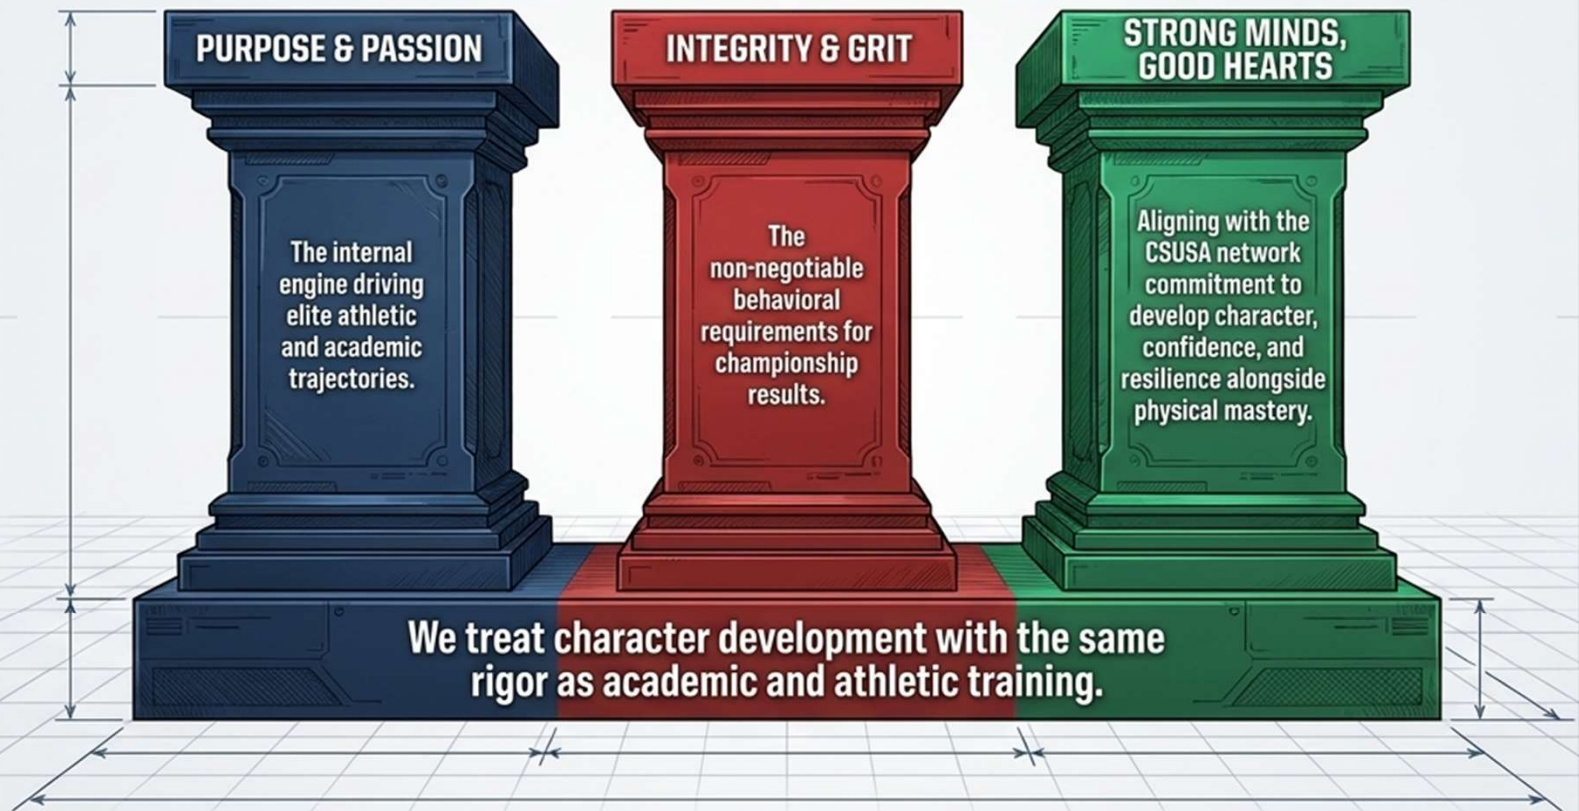 PURPOSE & PASSION
The internal
engine driving
elite athletic
and academic
trajectories.
INTEGRITY & GRIT
The
non-negotiable
behavioral
requirements for
championship
results.
STRONG MINDS,
GOOD HEARTS
Aligning with the
CSUSA network
commitment to
develop character,
confidence, and
resilience alongside
physical mastery.
We treat character development with the same
rigor as academic and athletic training.